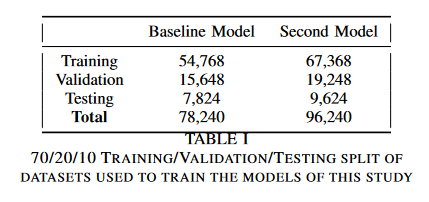 Baseline Model Second Model
Training 54,768 67,368
Validation 15,648 19,248
Testing 7,824 9,624
Total 78,240 96,240
TABLE I
70/20/10 TRAINING/VALIDATION/TESTING SPLIT OF
DATASETS USED TO TRAIN THE MODELS OF THIS STUDY